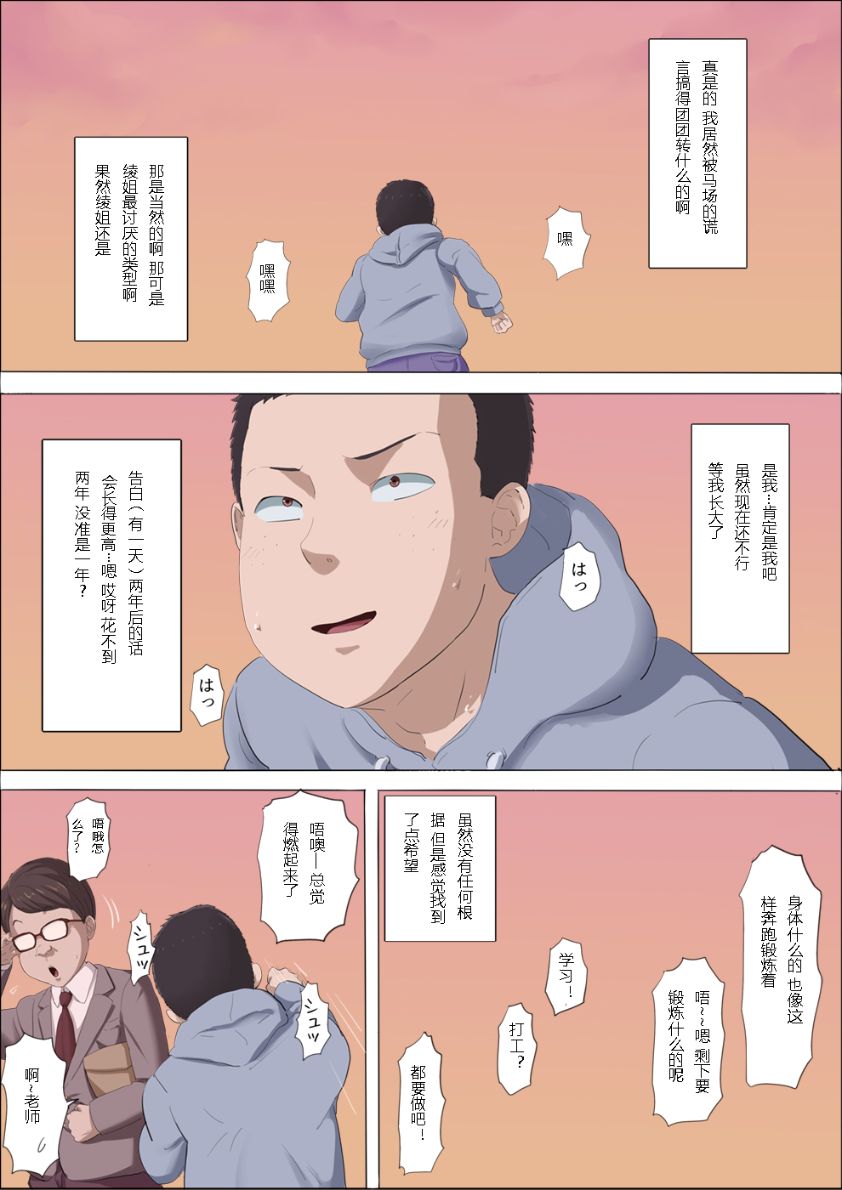 真是的 我居然被马场的谎
言搞得团团转什么的啊
嘿
嘿嘿
那是当然的啊 那可是
绫姐最讨厌的类型啊
果然绫姐还是
是我…肯定是我吧
虽然现在还不行
等我长大了
はっ
告白（有一天）两年后的话
会长得更高…嗯 哎呀 花不到
两年 没准是一年？
はっ
身体什么的 也像这
样奔跑锻炼着
唔~~嗯 剩下要
锻炼什么的呢
学习！
打工？
都要做吧！
虽然没有任何根
据 但是感觉找到
了点希望
唔噢—总觉
得燃起来了
シュッ
シュッ
唔哦怎
么了？
啊~老师